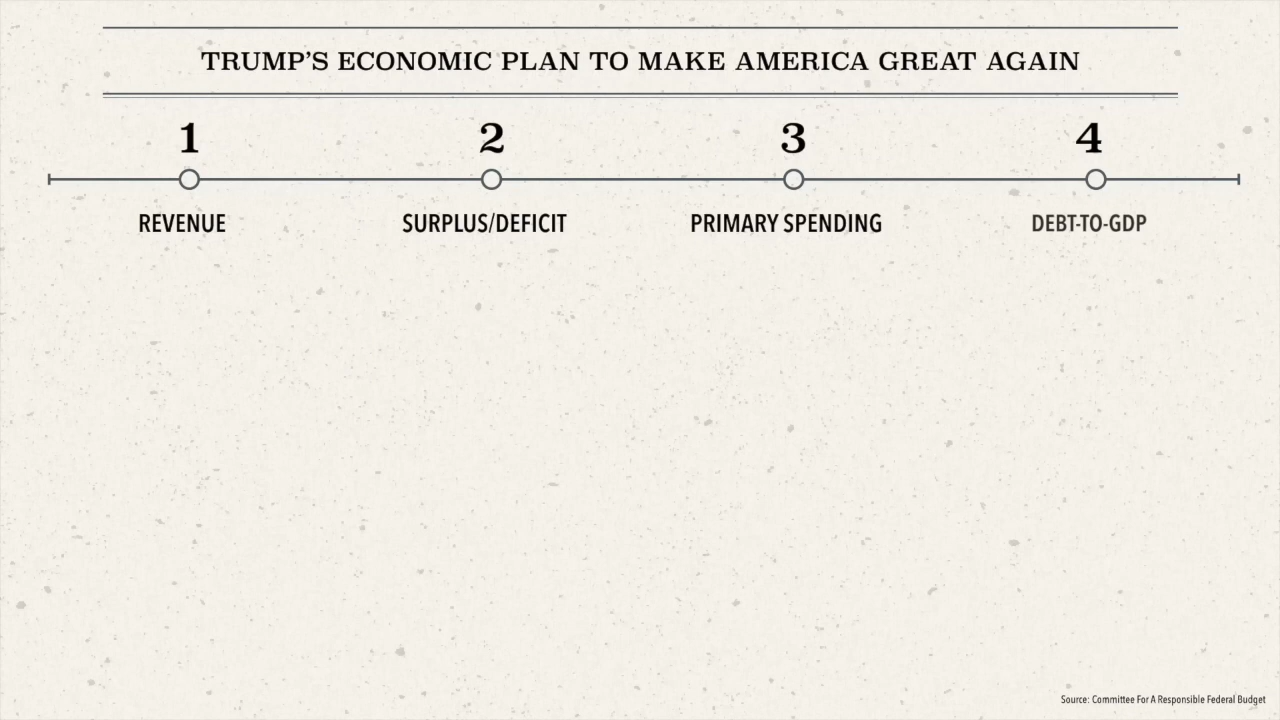 TRUMP'S ECONOMIC PLAN TO MAKE AMERICA GREAT AGAIN
1 2 3 4
REVENUE SURPLUS/DEFICIT PRIMARY SPENDING DEBT-TO-GDP
Source: Committee For A Responsible Federal Budget